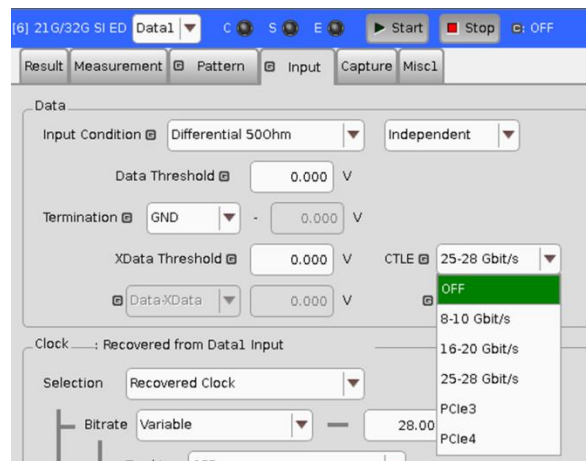 [6] 21G/32G SI ED Data1 C S E Start Stop G: OFF
Result Measurement G Pattern G Input Capture Misc1
Data
Input Condition G Differential 50Ohm Independent
Data Threshold G 0.000 V
Termination G GND - 0.000 V
XData Threshold G 0.000 V CTLE G 25-28 Gbit/s
G Data-XData 0.000 V G
OFF
8-10 Gbit/s
16-20 Gbit/s
25-28 Gbit/s
PCIe3
PCIe4
Clock : Recovered from Data1 Input
Selection Recovered Clock
Bitrate Variable 28.00